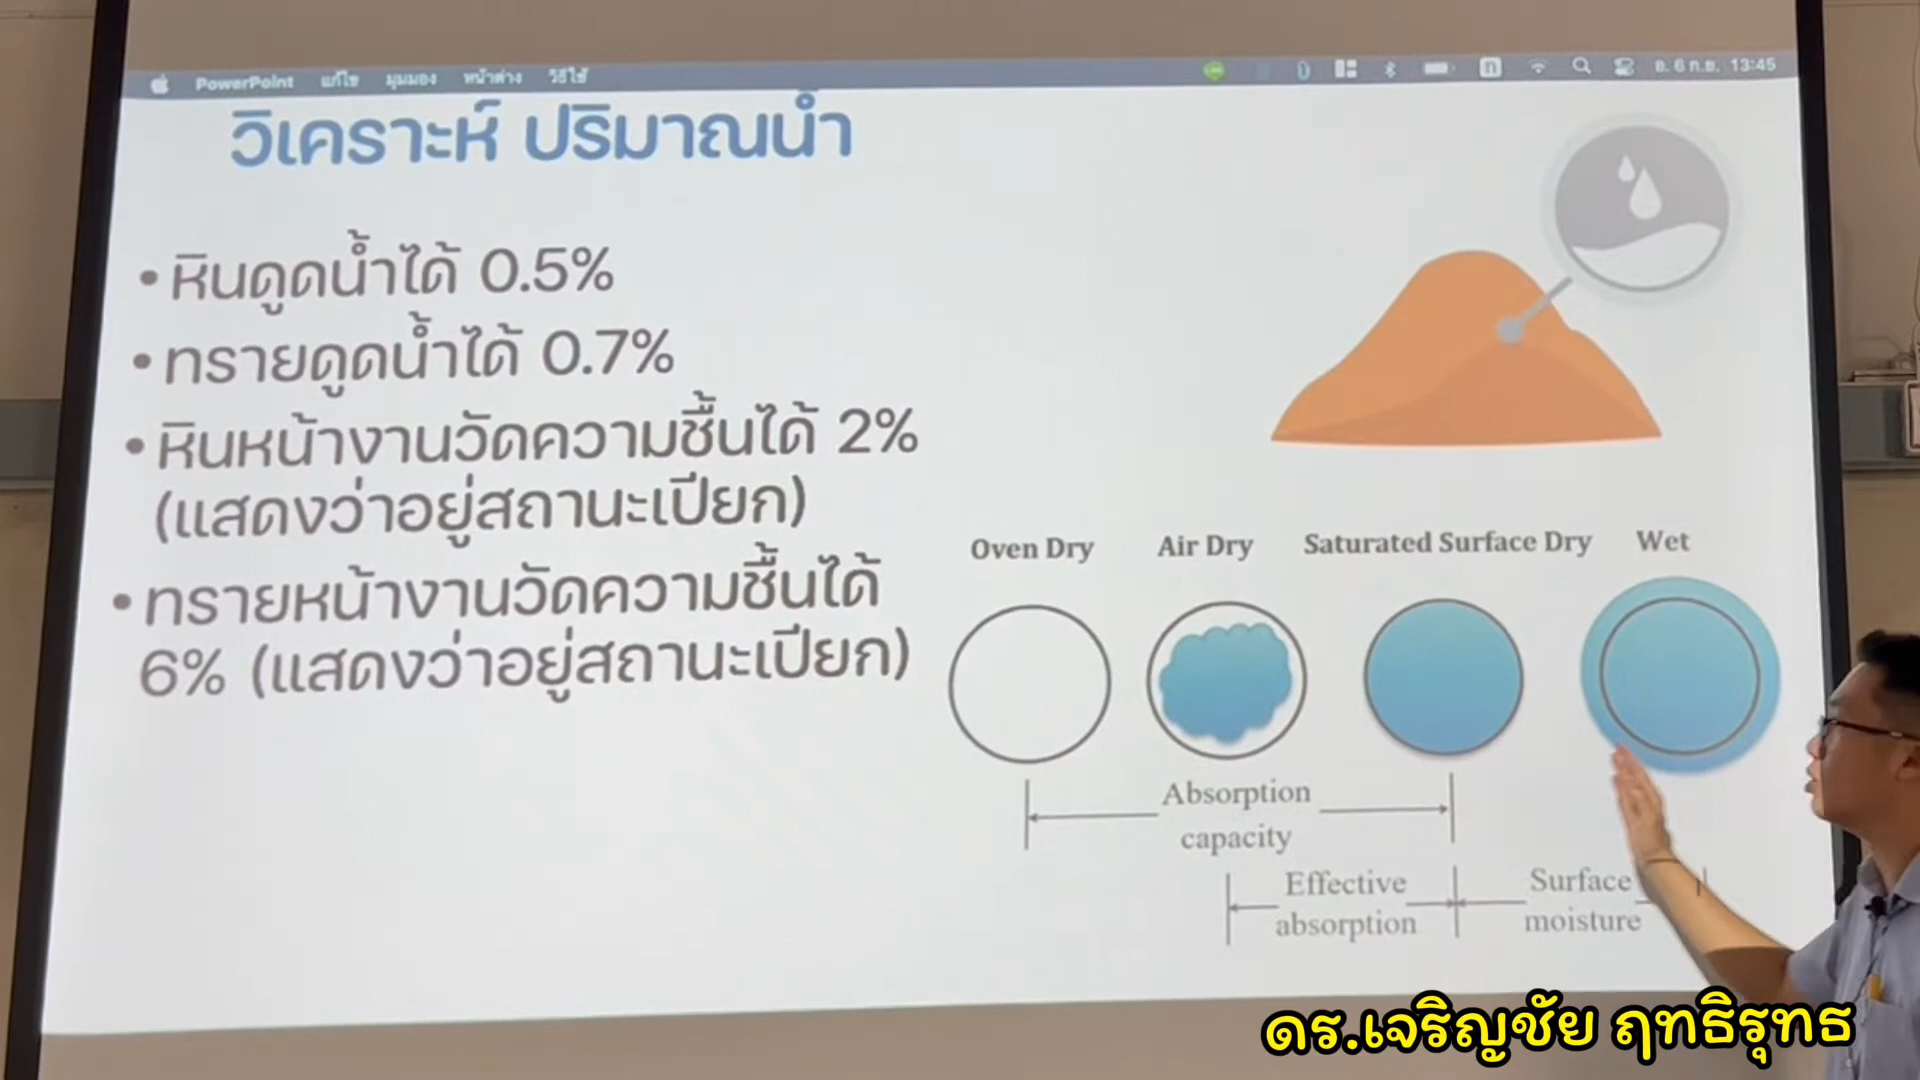 PowerPoint แก้ไข มุมมอง หน้าต่าง วิธีใช้ อ. 6 ก.ย. 13:45
วิเคราะห์ ปริมาณน้ำ
• หินดูดน้ำได้ 0.5%
• ทรายดูดน้ำได้ 0.7%
• หินหน้างานวัดความชื้นได้ 2%
(แสดงว่าอยู่สถานะเปียก)
• ทรายหน้างานวัดความชื้นได้
6% (แสดงว่าอยู่สถานะเปียก)
Oven Dry Air Dry Saturated Surface Dry Wet
Absorption
capacity
Effective
absorption
Surface
moisture
ดร.เจริญชัย ฤทธิรุทธ